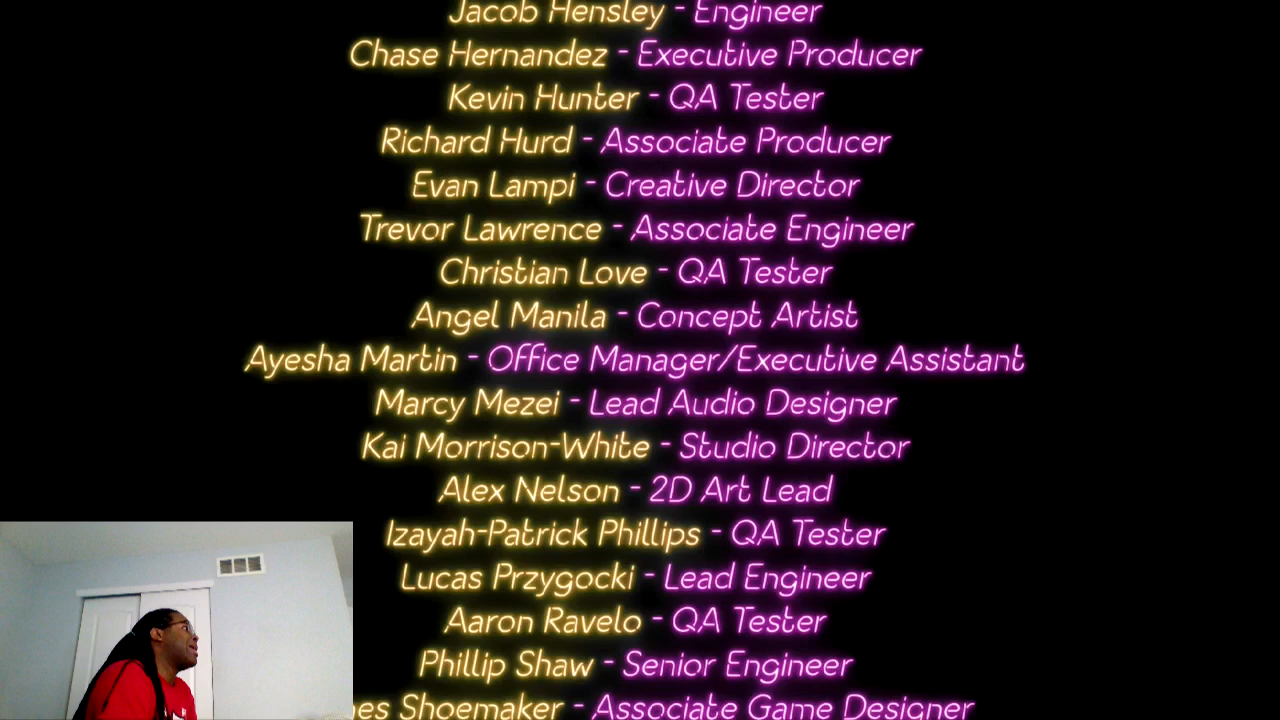 Jacob Hensley - Engineer
Chase Hernandez - Executive Producer
Kevin Hunter - QA Tester
Richard Hurd - Associate Producer
Evan Lampi - Creative Director
Trevor Lawrence - Associate Engineer
Christian Love - QA Tester
Angel Manila - Concept Artist
Ayesha Martin - Office Manager/Executive Assistant
Marcy Mezei - Lead Audio Designer
Kai Morrison-White - Studio Director
Alex Nelson - 2D Art Lead
Izayah-Patrick Phillips - QA Tester
Lucas Przygocki - Lead Engineer
Aaron Ravelo - QA Tester
Phillip Shaw - Senior Engineer
Shoemaker - Associate Game Designer